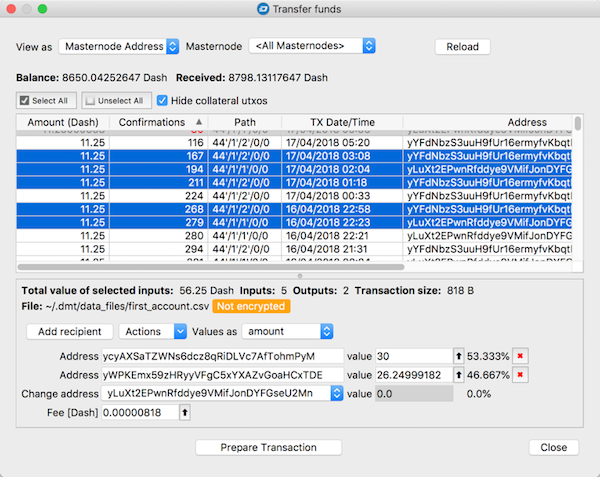 Transfer funds
View as Masternode Address Masternode <All Masternodes> Reload
Balance: 8650.04252647 Dash Received: 8798.13117647 Dash
Select All Unselect All Hide collateral utxos
Amount (Dash) Confirmations Path TX Date/Time Address
11.25 116 44'/1'/2'/0/0 17/04/2018 05:20 yYFdNbzS3uuH9fUr16ermyfvKbqt
11.25 167 44'/1'/2'/0/0 17/04/2018 03:08 yYFdNbzS3uuH9fUr16ermyfvKbqt
11.25 194 44'/1'/1'/0/0 17/04/2018 02:04 yLuXt2EPwnRfddye9VMifJonDYFG
11.25 211 44'/1'/2'/0/0 17/04/2018 01:18 yYFdNbzS3uuH9fUr16ermyfvKbqt
11.25 224 44'/1'/1'/0/0 17/04/2018 00:33 yYFdNbzS3uuH9fUr16ermyfvKbqt
11.25 268 44'/1'/2'/0/0 16/04/2018 22:58 yYFdNbzS3uuH9fUr16ermyfvKbqt
11.25 279 44'/1'/1'/0/0 16/04/2018 22:23 yLuXt2EPwnRfddye9VMifJonDYFG
11.25 280 44'/1'/1'/0/0 16/04/2018 22:21 yLuXt2EPwnRfddye9VMifJonDYFG
11.25 294 44'/1'/2'/0/0 16/04/2018 21:31 yYFdNbzS3uuH9fUr16ermyfvKbqt
Total value of selected inputs: 56.25 Dash Inputs: 5 Outputs: 2 Transaction size: 818 B
File: ~/.dmt/data_files/first_account.csv Not encrypted
Add recipient Actions Values as amount
Address ycyAXSaTZWNs6dcz8qRiDLVc7AfTohmPyM value 30 53.333%
Address yWPKEmx59zHRyyVFgC5xYXAZvGoaHCxTDE value 26.24999182 46.667%
Change address yLuXt2EPwnRfddye9VMifJonDYFGseU2Mn value 0.0 0.0%
Fee [Dash] 0.00000818
Prepare Transaction Close